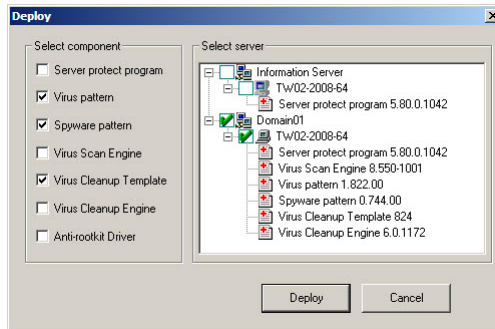 Deploy
Select component
Server protect program
Virus pattern
Spyware pattern
Virus Scan Engine
Virus Cleanup Template
Virus Cleanup Engine
Anti-rootkit Driver
Select server
Information Server
TW02-2008-64
Server protect program 5.80.0.1042
Domain01
TW02-2008-64
Server protect program 5.80.0.1042
Virus Scan Engine 8.550-1001
Virus pattern 1.822.00
Spyware pattern 0.744.00
Virus Cleanup Template 824
Virus Cleanup Engine 6.0.1172
Deploy
Cancel